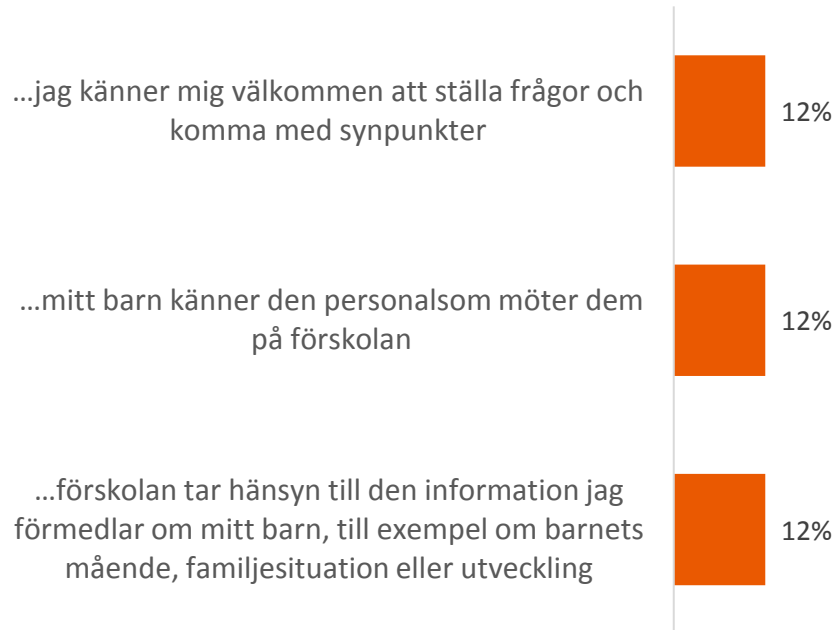 …jag känner mig välkommen att ställa frågor och
komma med synpunkter
12%
…mitt barn känner den personalsom möter dem
på förskolan
12%
…förskolan tar hänsyn till den information jag
förmedlar om mitt barn, till exempel om barnets
mående, familjesituation eller utveckling
12%